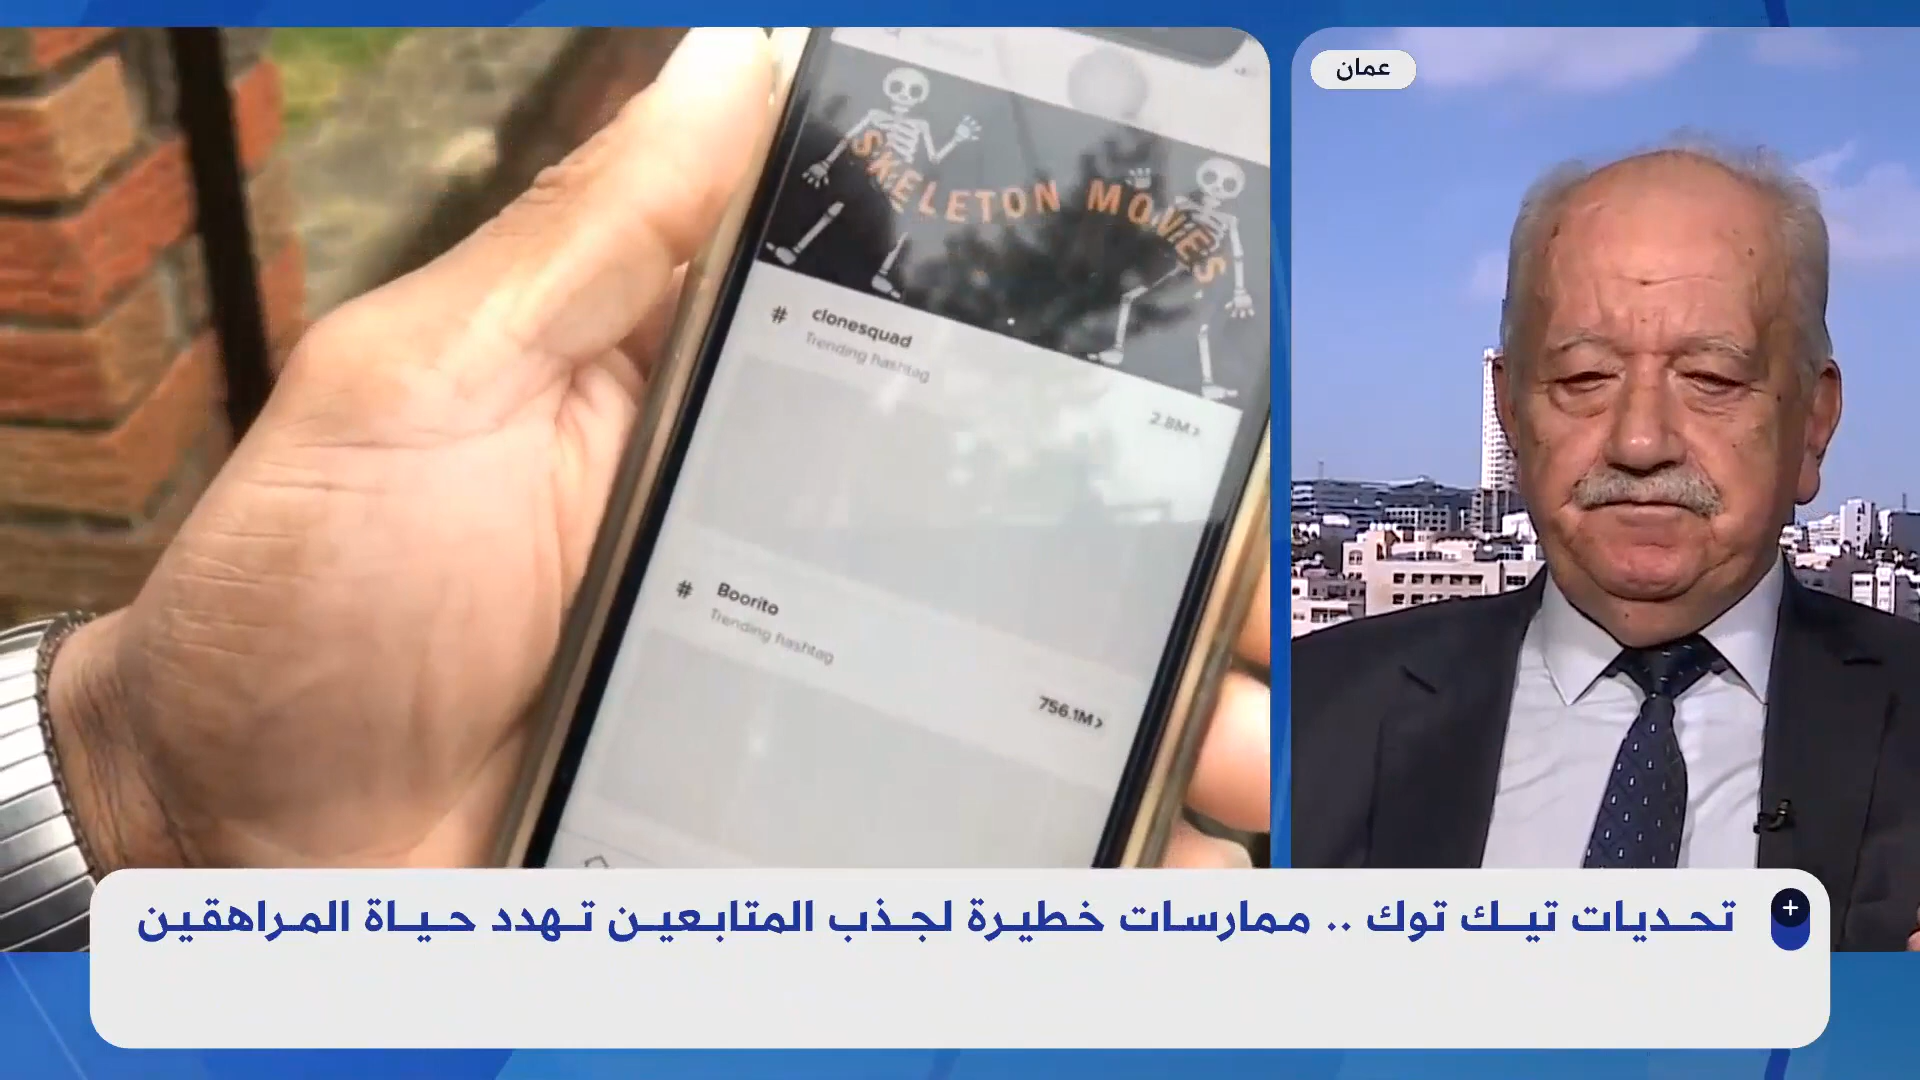 عمان
SKELETON MOVES
# clonesquad
Trending hashtag
2.8M >
# Boorito
Trending hashtag
756.1M >
تحديات تيك توك .. ممارسات خطيرة لجذب المتابعين تهدد حياة المراهقين